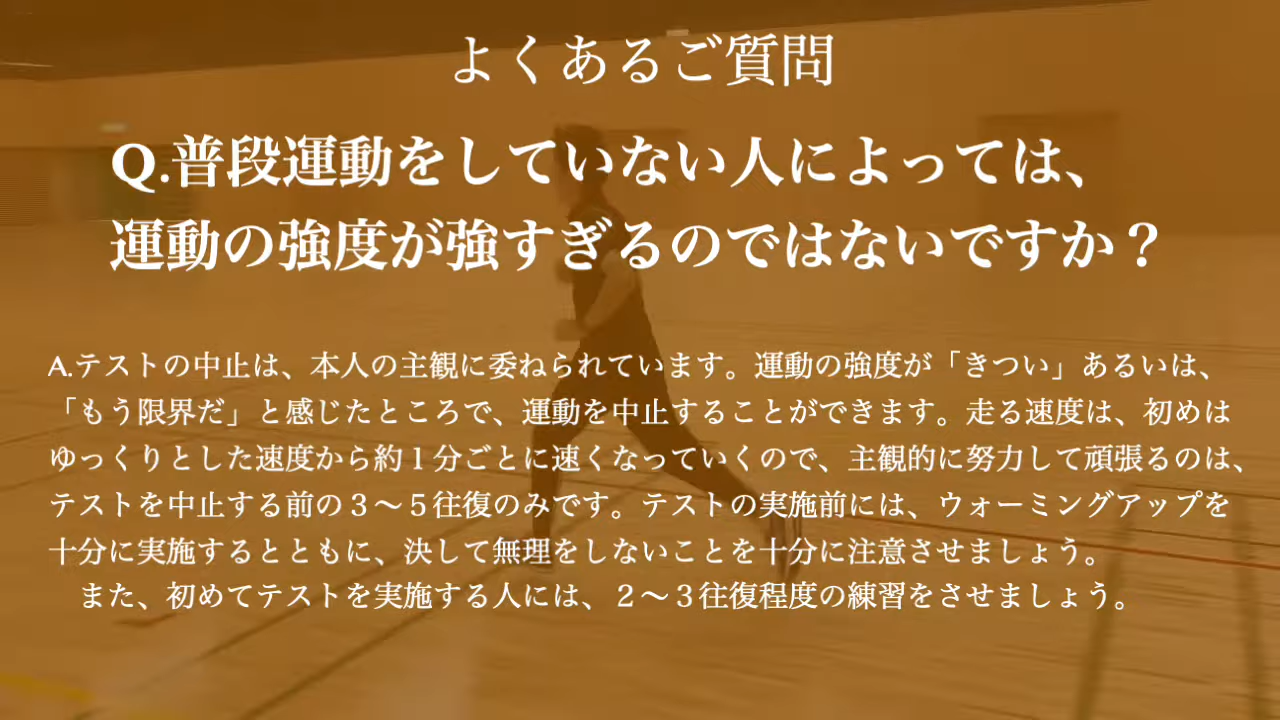 よくあるご質問
Q.普段運動をしていない人によっては、
運動の強度が強すぎるのではないですか？
A.テストの中止は、本人の主観に委ねられています。運動の強度が「きつい」あるいは、
「もう限界だ」と感じたところで、運動を中止することができます。走る速度は、初めは
ゆっくりとした速度から約１分ごとに速くなっていくので、主観的に努力して頑張るのは、
テストを中止する前の３〜５往復のみです。テストの実施前には、ウォーミングアップを
十分に実施するとともに、決して無理をしないことを十分に注意させましょう。
　また、初めてテストを実施する人には、２〜３往復程度の練習をさせましょう。